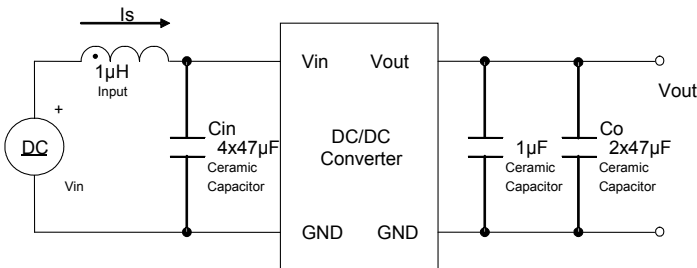 Is
1µH
Input
+
DC
Vin
Cin
4x47µF
Ceramic
Capacitor
Vin Vout
DC/DC
Converter
GND GND
1µF
Ceramic
Capacitor
Co
2x47µF
Ceramic
Capacitor
Vout